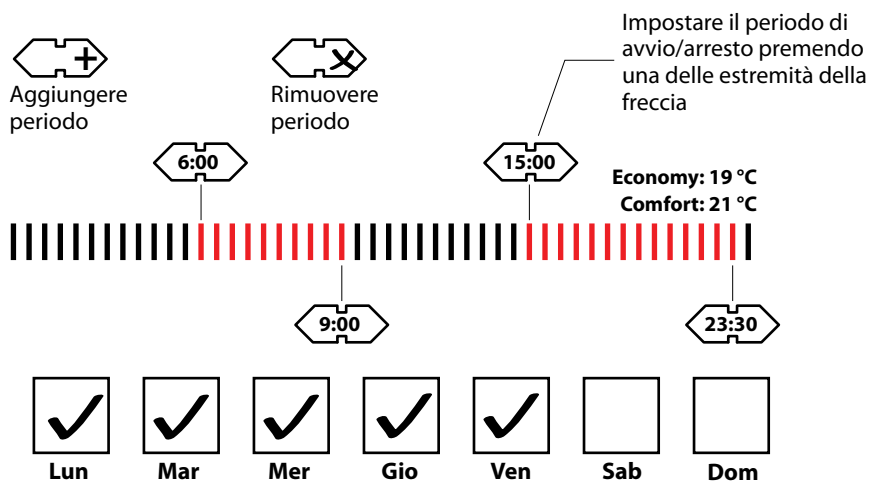 Aggiungere
periodo
Rimuovere
periodo
Impostare il periodo di
avvio/arresto premendo
una delle estremità della
freccia
6:00
15:00
Economy: 19 °C
Comfort: 21 °C
9:00
23:30
Lun Mar Mer Gio Ven Sab Dom